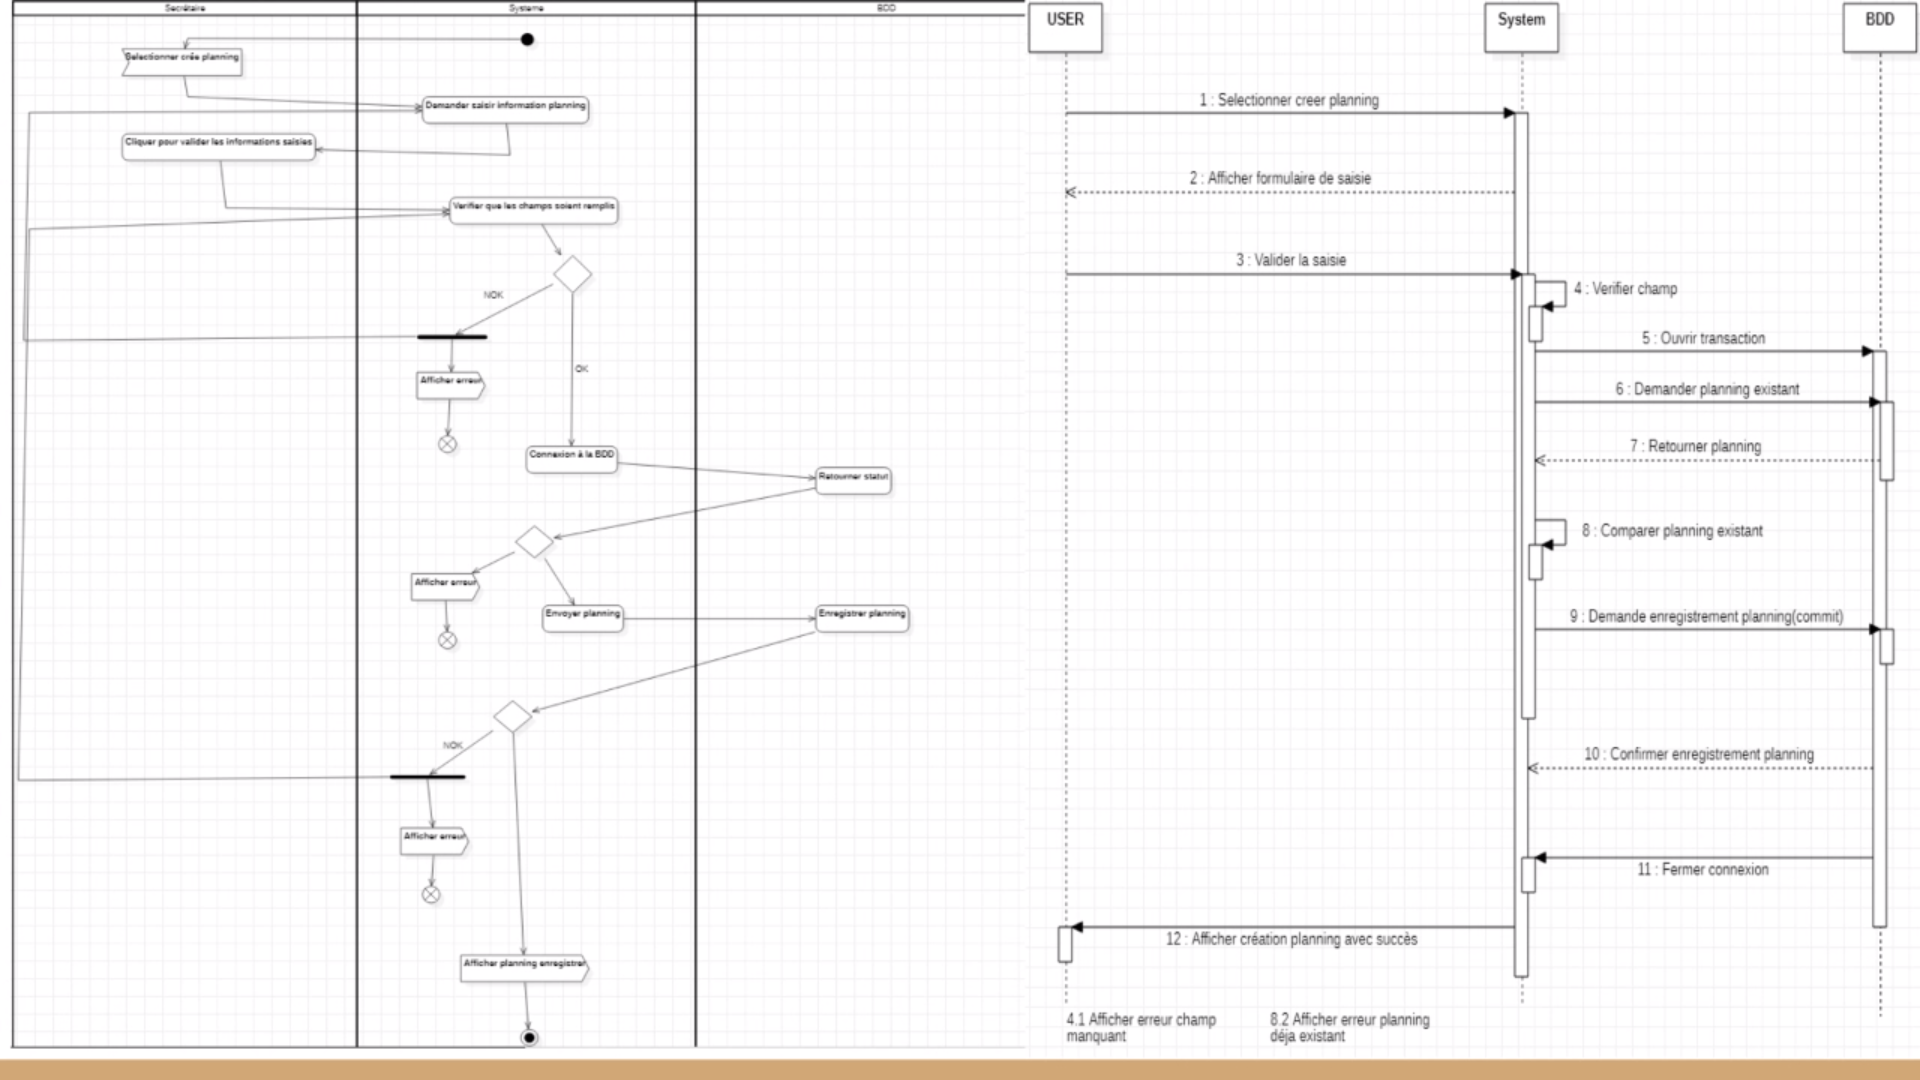 Secrétaire
Systeme
BDD
Selectionner crée planning
Demander saisir information planning
Cliquer pour valider les informations saisies
Verifier que les champs soient remplis
NOK
OK
Afficher erreur
Connexion à la BDD
Retourner statut
Afficher erreur
Envoyer planning
Enregistrer planning
NOK
Afficher erreur
Afficher planning enregistrer
USER
System
BDD
1 : Selectionner creer planning
2 : Afficher formulaire de saisie
3 : Valider la saisie
4 : Verifier champ
5 : Ouvrir transaction
6 : Demander planning existant
7 : Retourner planning
8 : Comparer planning existant
9 : Demande enregistrement planning(commit)
10 : Confirmer enregistrement planning
11 : Fermer connexion
12 : Afficher création planning avec succès
4.1 Afficher erreur champ
manquant
8.2 Afficher erreur planning
déja existant